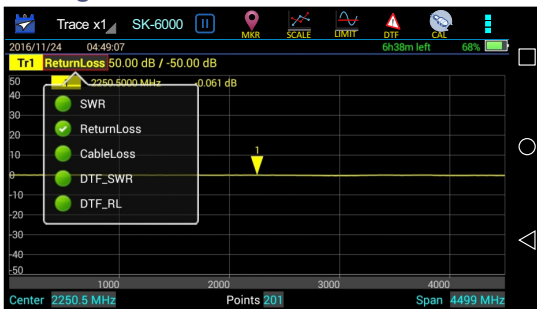 Trace x1 SK-6000 MKR SCALE LIMIT DTF CAL
2016/11/24 04:49:07 6h38m left 68%
Tr1 ReturnLoss 50.00 dB / -50.00 dB
50 2250.5000 MHz -0.061 dB
40
SWR
30
ReturnLoss
20
1
10
CableLoss
0
DTF_SWR
-10
DTF_RL
-20
-30
-40
-50
1000 2000 3000 4000
Center 2250.5 MHz Points 201 Span 4499 MHz